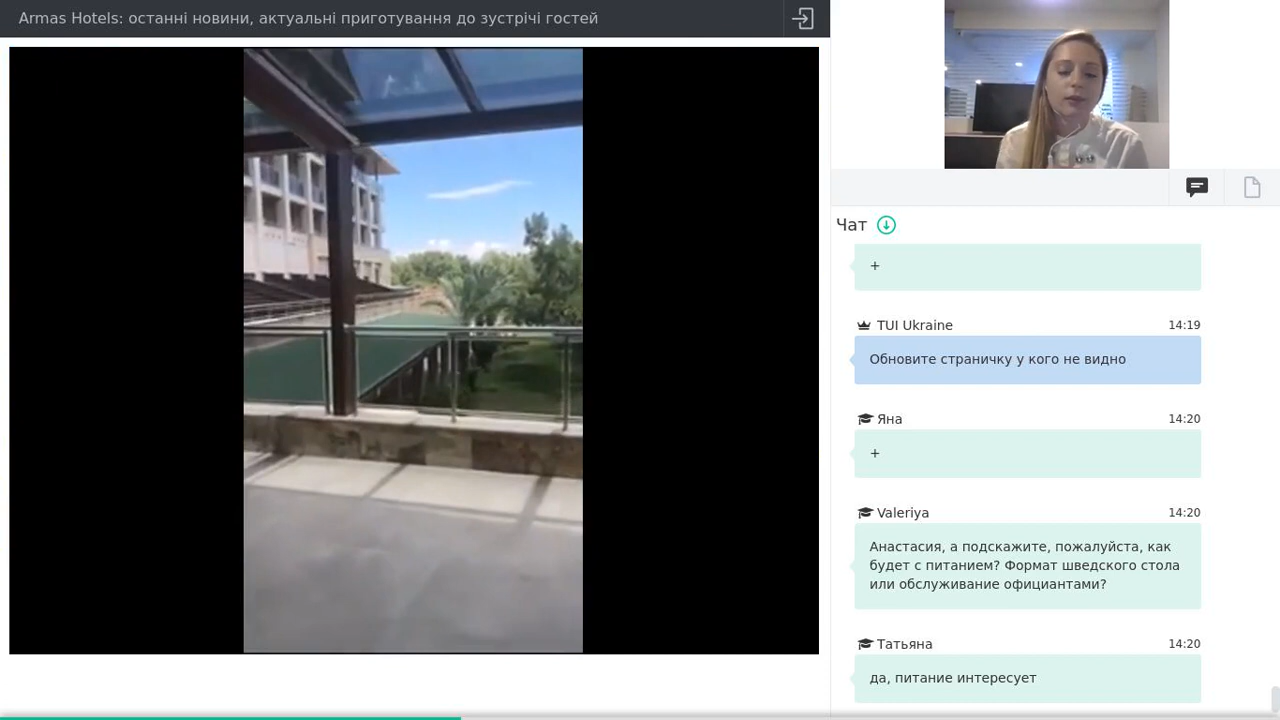 Armas Hotels: останні новини, актуальні приготування до зустрічі гостей
Чат
+
TUI Ukraine 14:19
Обновите страничку у кого не видно
Яна 14:20
+
Valeriya 14:20
Анастасия, а подскажите, пожалуйста, как
будет с питанием? Формат шведского стола
или обслуживание официантами?
Татьяна 14:20
да, питание интересует